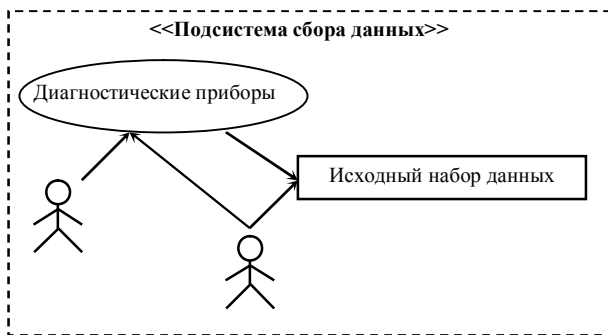 <<Подсистема сбора данных>>
Диагностические приборы
Исходный набор данных